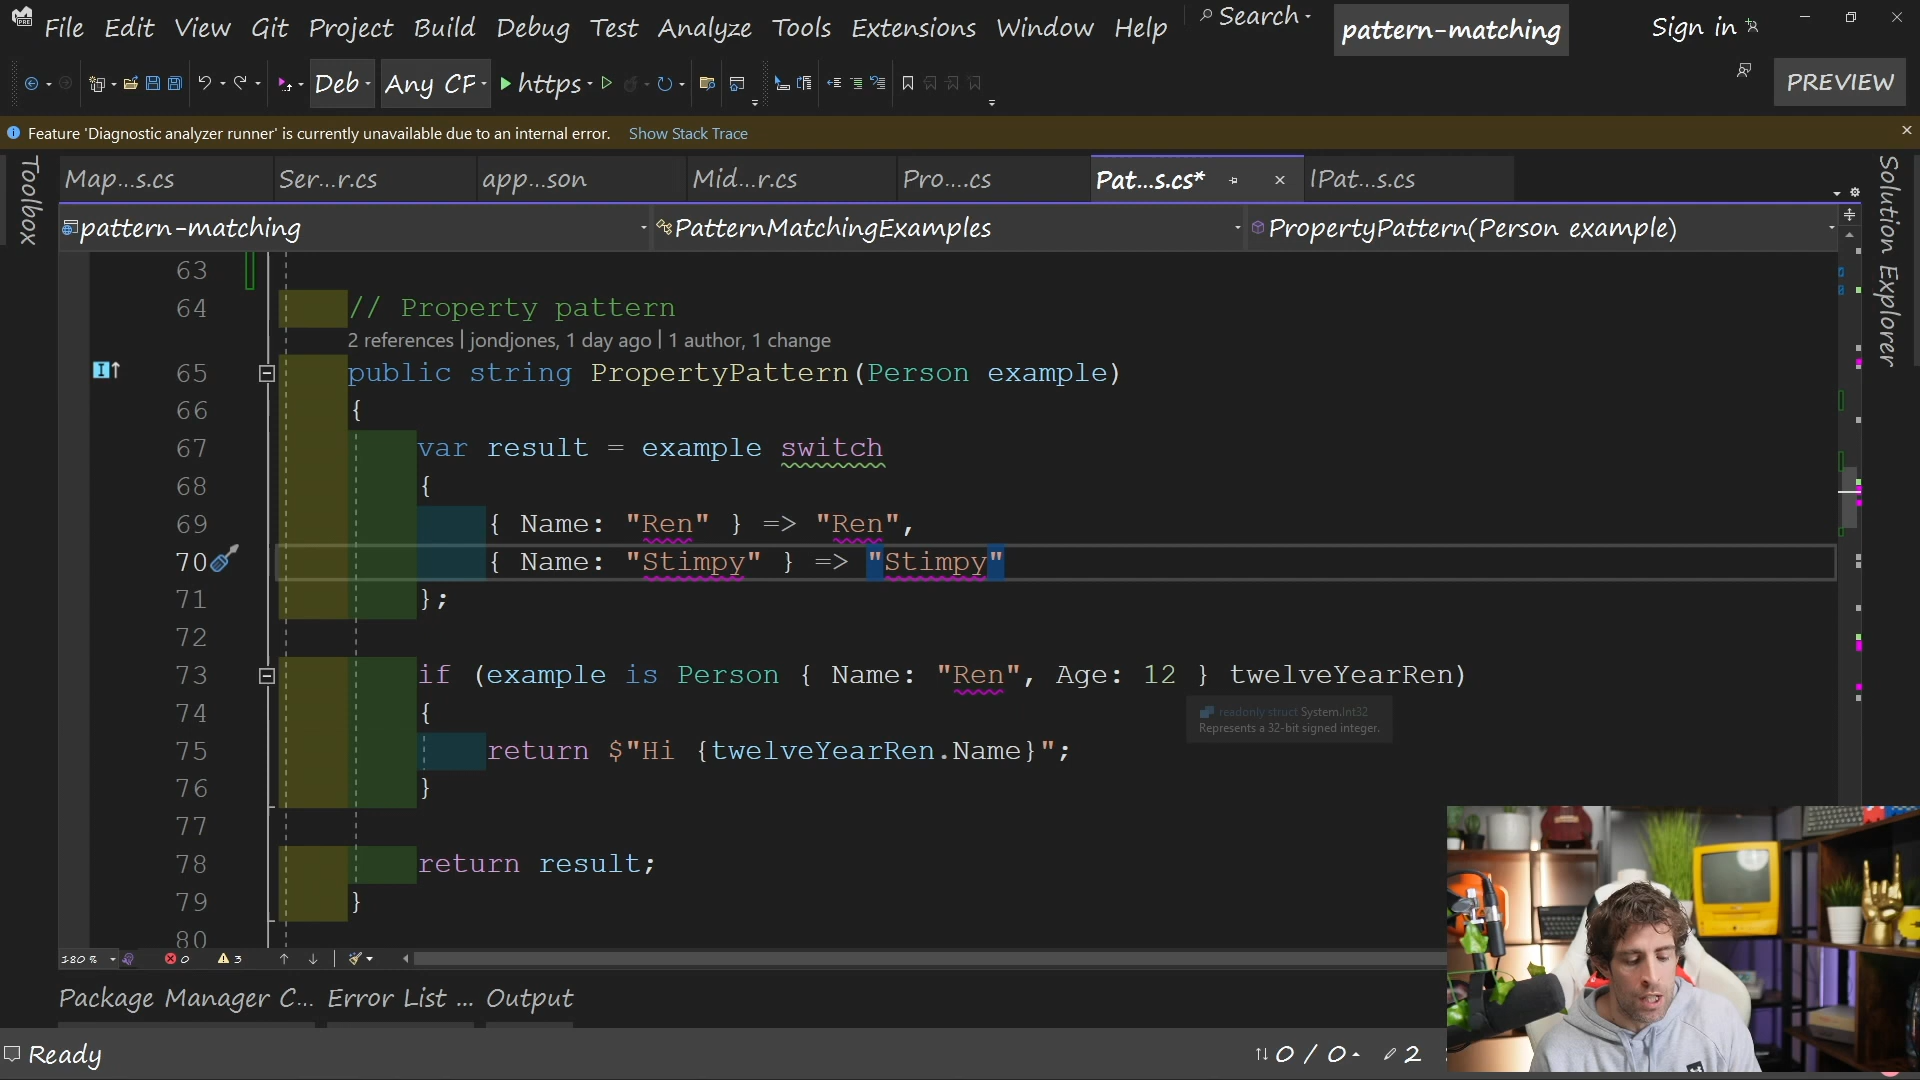 File Edit View Git Project Build Debug Test Analyze Tools Extensions Window Help Search pattern-matching Sign in
Deb Any CF https PREVIEW
Feature 'Diagnostic analyzer runner' is currently unavailable due to an internal error. Show Stack Trace
Toolbox
Map...s.cs Ser...r.cs app...son Mid...r.cs Pro....cs Pat...s.cs* IPat...s.cs
Solution Explorer
pattern-matching PatternMatchingExamples PropertyPattern(Person example)
63
64 // Property pattern
2 references | jondjones, 1 day ago | 1 author, 1 change
65 public string PropertyPattern(Person example)
66 {
67 var result = example switch
68 {
69 { Name: "Ren" } => "Ren",
70 { Name: "Stimpy" } => "Stimpy"
71 };
72
73 if (example is Person { Name: "Ren", Age: 12 } twelveYearRen)
74 {
readonly struct System.Int32
Represents a 32-bit signed integer.
75 return $"Hi {twelveYearRen.Name}";
76 }
77
78 return result;
79 }
80
180 % 0 3
Package Manager C... Error List ... Output
Ready 0 / 0 2